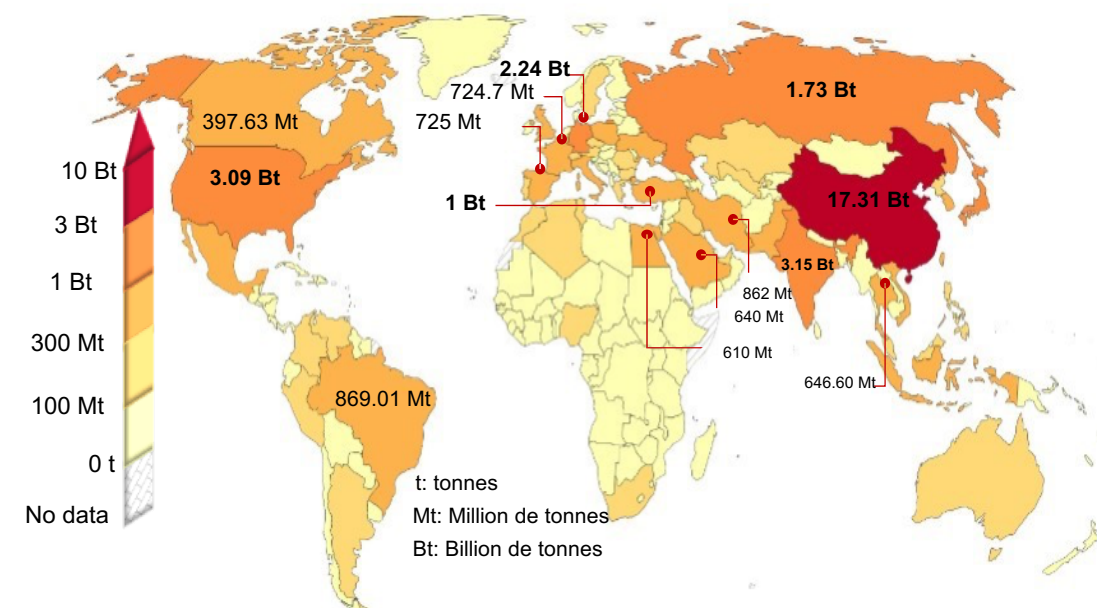 2.24 Bt
724.7 Mt
1.73 Bt
397.63 Mt
725 Mt
10 Bt
3.09 Bt
17.31 Bt
1 Bt
3 Bt
3.15 Bt
1 Bt
862 Mt
640 Mt
300 Mt
610 Mt
646.60 Mt
869.01 Mt
100 Mt
0 t
t: tonnes
No data
Mt: Million de tonnes
Bt: Billion de tonnes